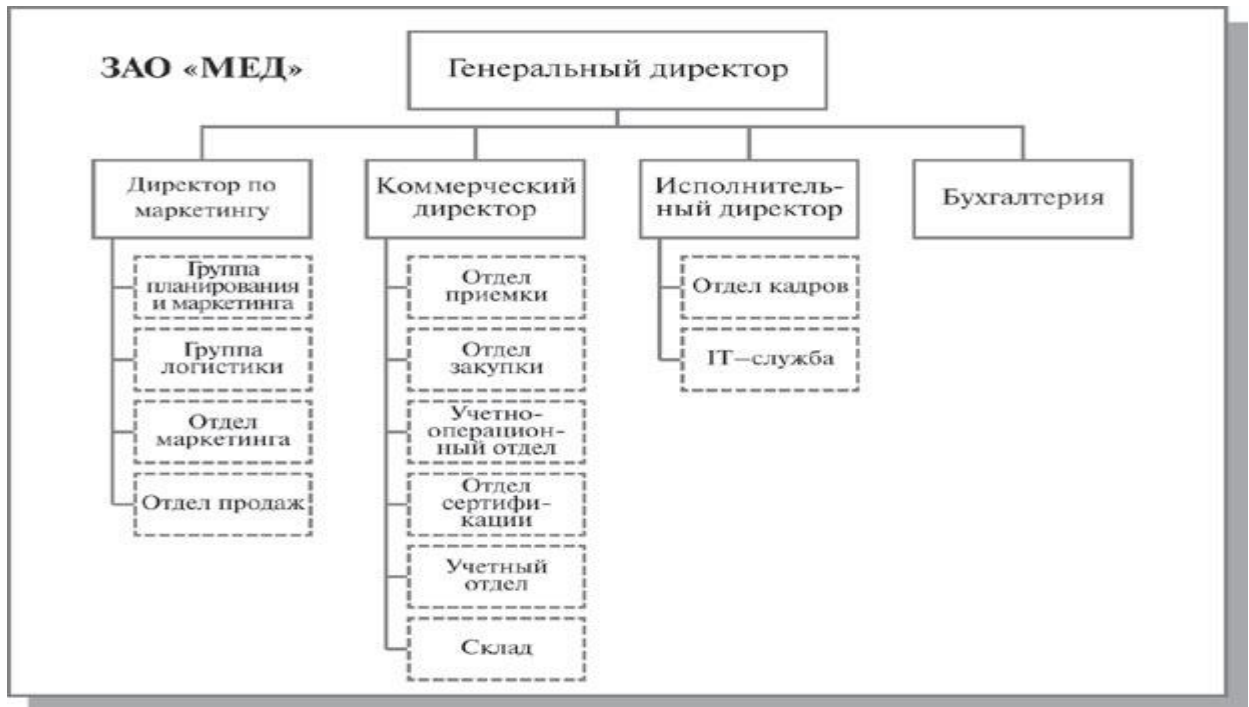 ЗАО «МЕД»
Генеральный директор
Директор по
маркетингу
Группа
планирования
и маркетинга
Группа
логистики
Отдел
маркетинга
Отдел продаж
Коммерческий
директор
Отдел
приемки
Отдел
закупки
Учетно-
операцион-
ный отдел
Отдел
сертифи-
кации
Учетный
отдел
Склад
Исполнитель-
ный директор
Отдел кадров
IT–служба
Бухгалтерия